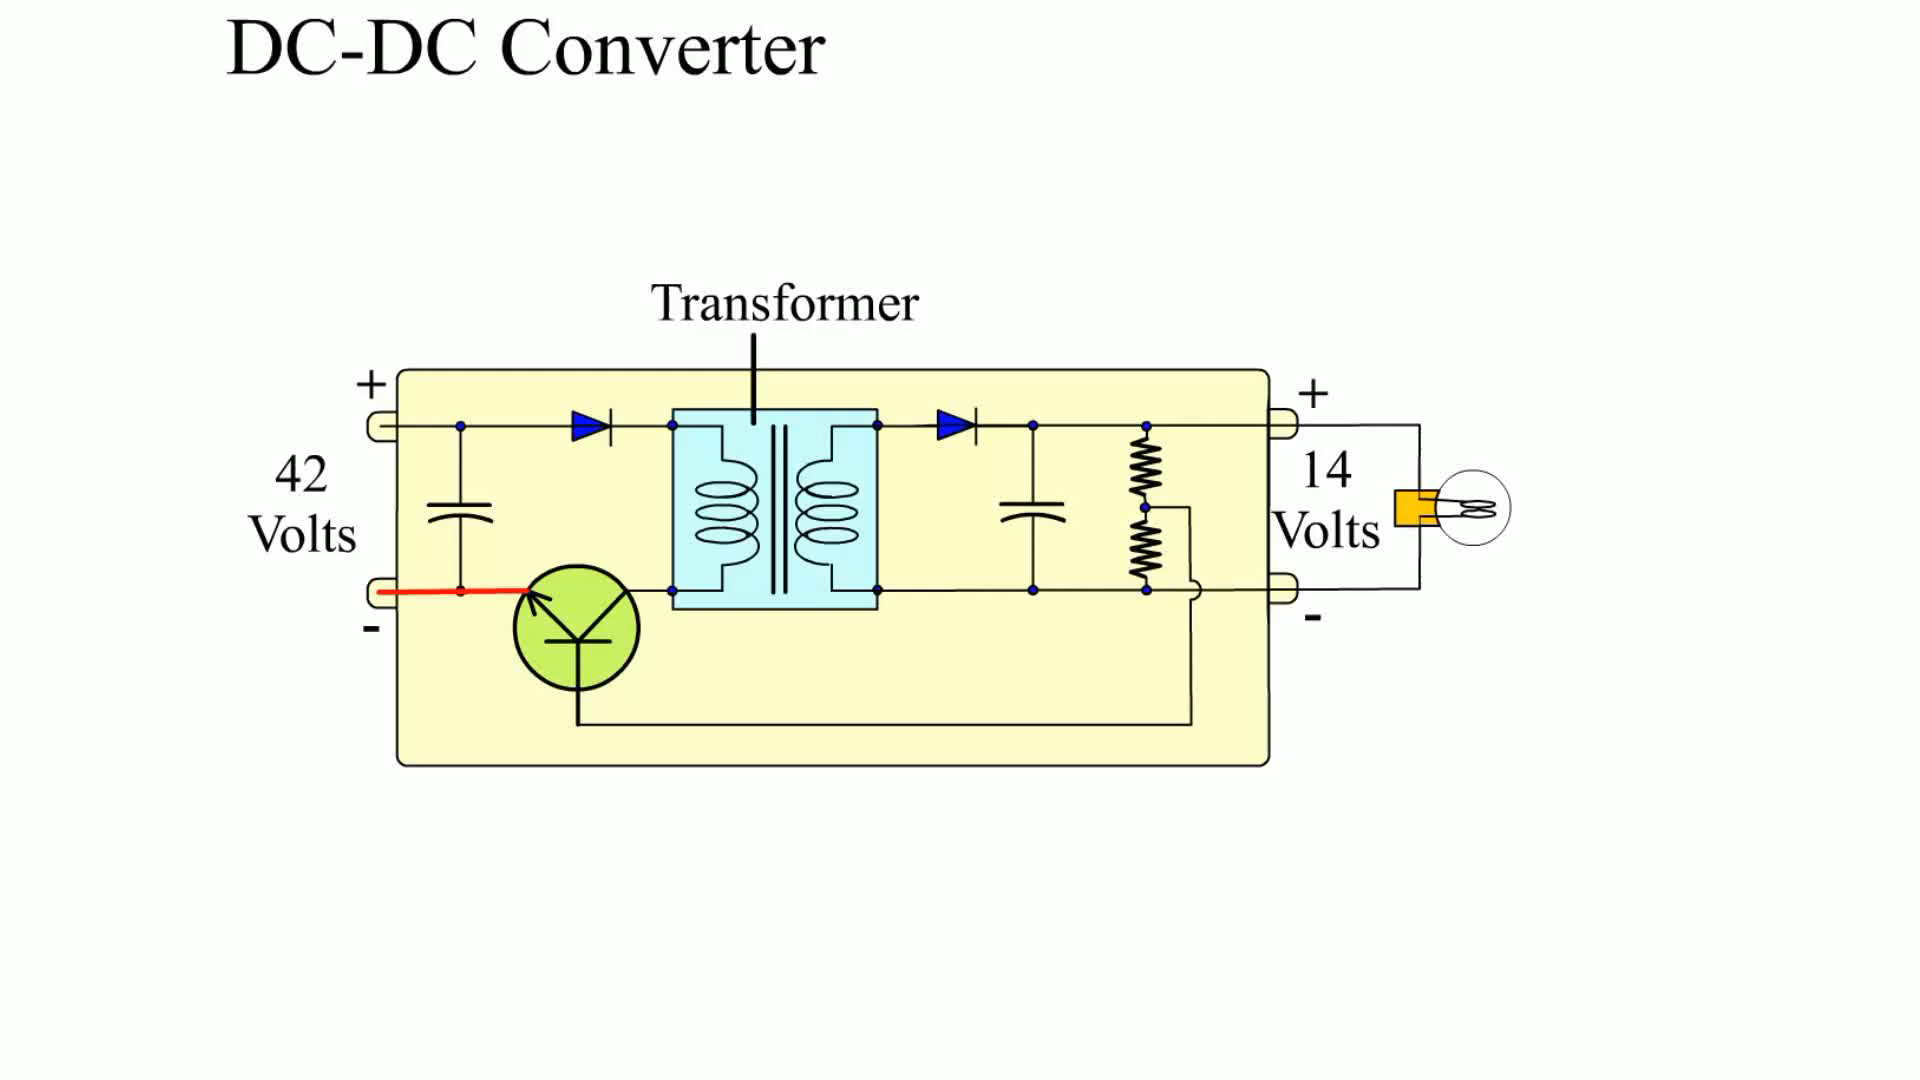 DC-DC Converter
Transformer
+
+
42
Volts
14
Volts
-
-